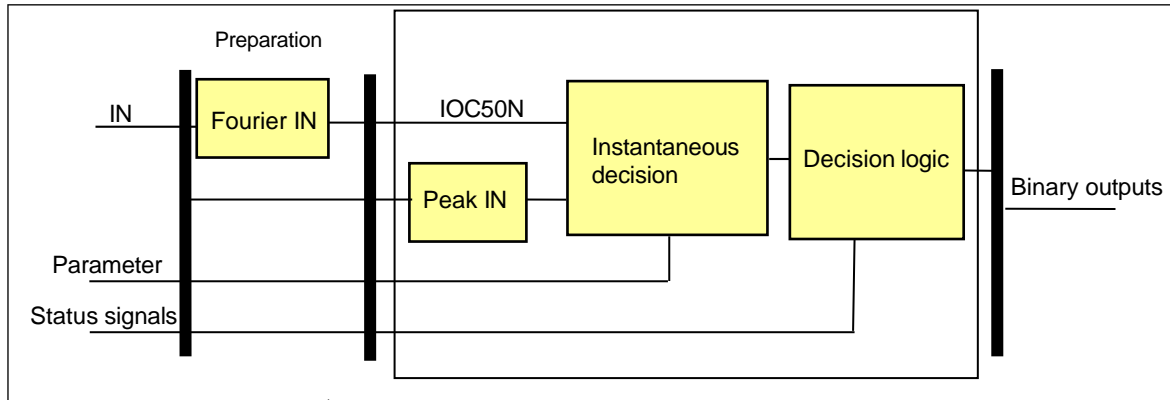 Preparation
IN
Fourier IN
IOC50N
Peak IN
Instantaneous
decision
Decision logic
Binary outputs
Parameter
Status signals